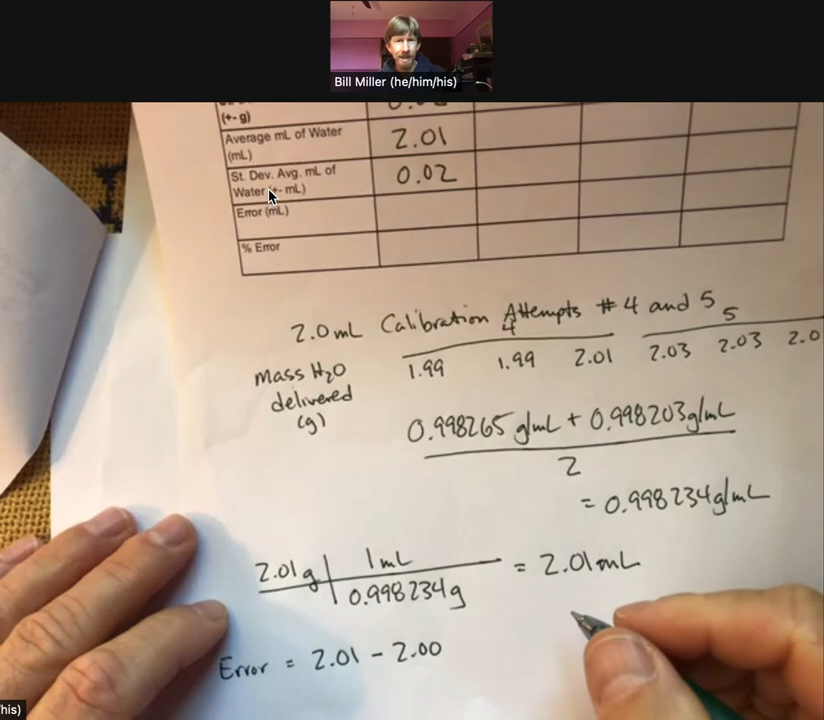 Bill Miller (he/him/his)
(+- g)
Average mL of Water
(mL)
2.01
St. Dev. Avg. mL of
Water (+- mL)
0.02
Error (mL)
% Error
2.0mL Calibration Attempts #4 and 5
4
5
mass H2O
delivered
(g)
1.99 1.99 2.01 2.03 2.03 2.0
0.998265 g/mL + 0.998203 g/mL
2
= 0.998234 g/mL
2.01 g | 1 mL = 2.01 mL
0.998234 g
Error = 2.01 - 2.00
/his)